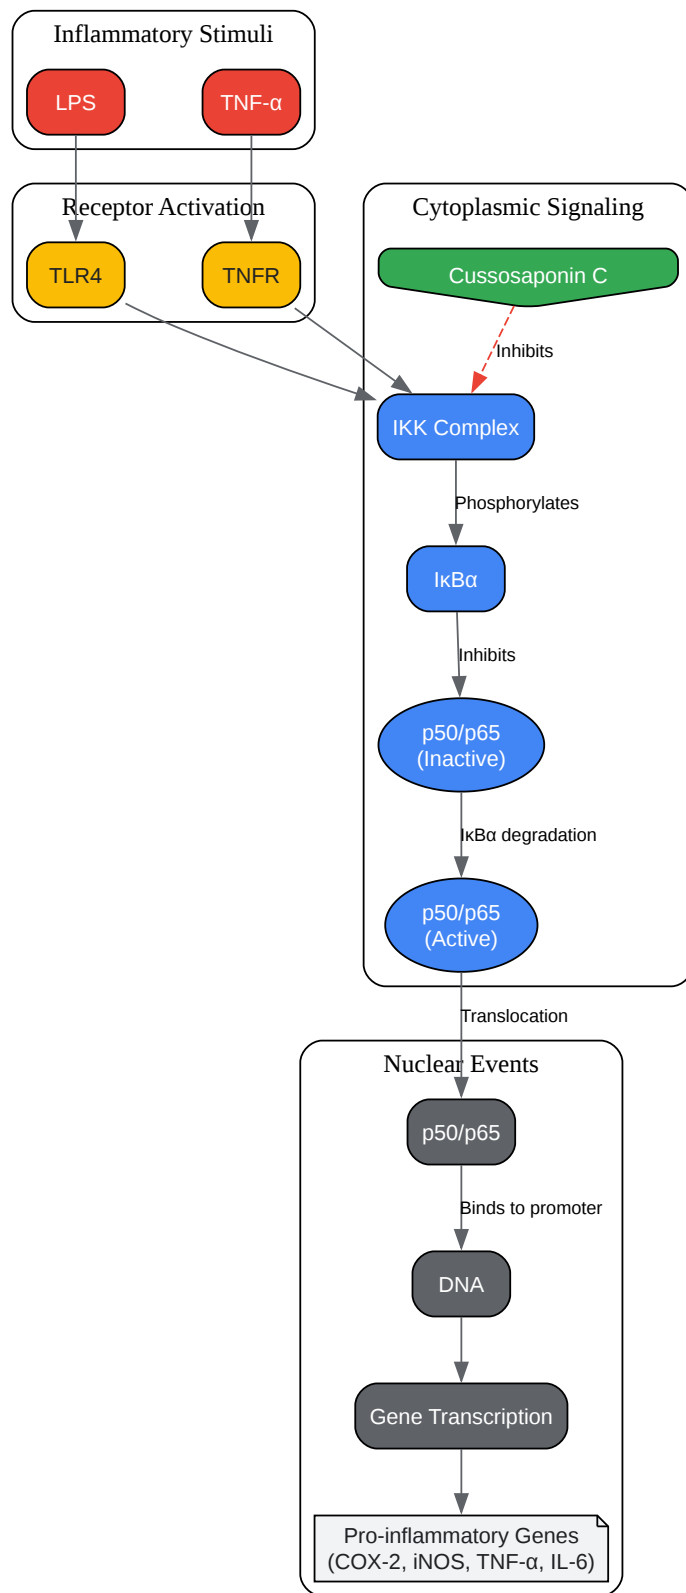 Inflammatory Stimuli
LPS
TNF-α
Receptor Activation
TLR4
TNFR
Cytoplasmic Signaling
Cussosaponin C
Inhibits
IKK Complex
Phosphorylates
IκBα
Inhibits
p50/p65
(Inactive)
IκBα degradation
p50/p65
(Active)
Translocation
Nuclear Events
p50/p65
Binds to promoter
DNA
Gene Transcription
Pro-inflammatory Genes
(COX-2, iNOS, TNF-α, IL-6)